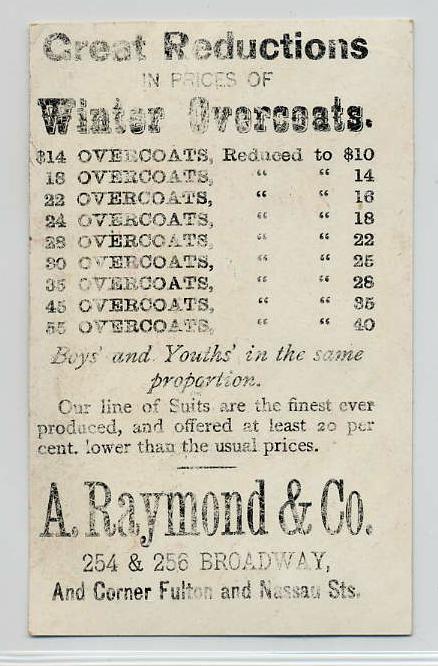 Great Reductions
IN PRICES OF
Winter Overcoats.
$14 OVERCOATS, Reduced to $10
18 OVERCOATS, “ “ 14
22 OVERCOATS, “ “ 16
24 OVERCOATS, “ “ 18
28 OVERCOATS, “ “ 22
30 OVERCOATS, “ “ 25
35 OVERCOATS, “ “ 28
45 OVERCOATS, “ “ 35
55 OVERCOATS, “ “ 40
Boys' and Youths' in the same
proportion.
Our line of Suits are the finest ever
produced, and offered at least 20 per
cent. lower than the usual prices.
A. Raymond & Co.
254 & 256 BROADWAY,
And Corner Fulton and Nassau Sts.